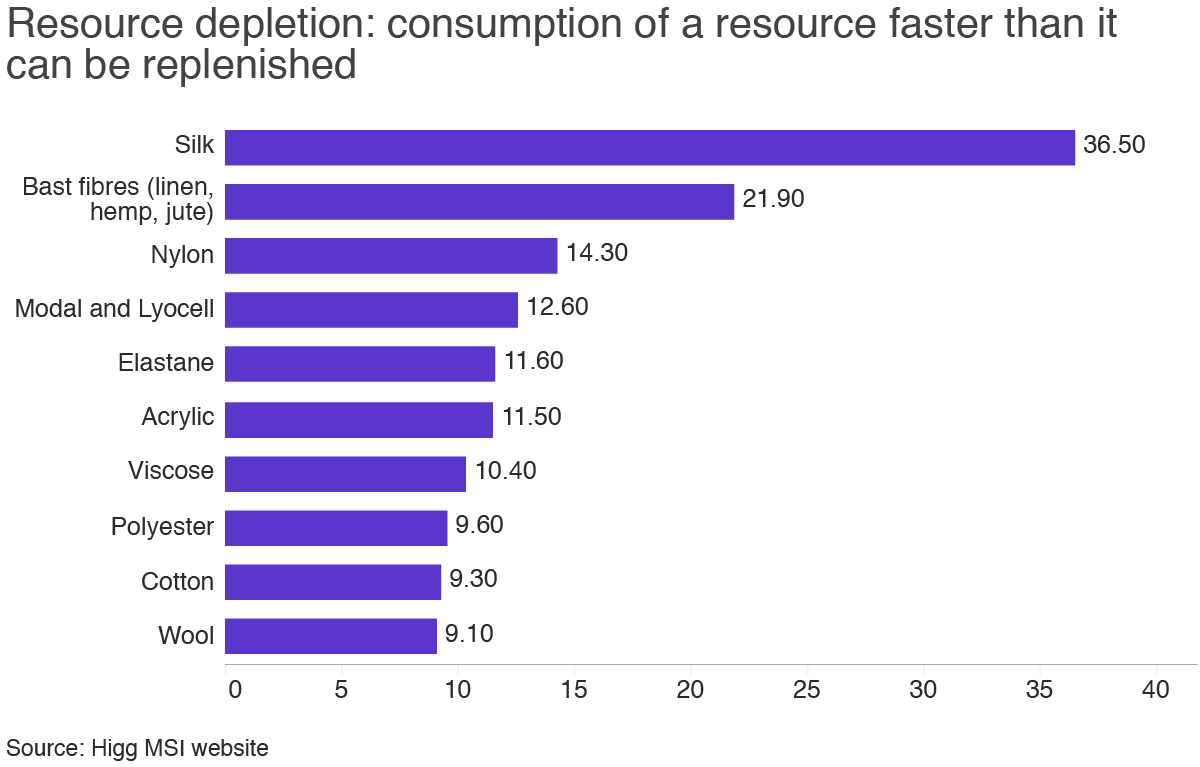 Resource depletion: consumption of a resource faster than it
can be replenished
Silk 36.50
Bast fibres (linen,
hemp, jute) 21.90
Nylon 14.30
Modal and Lyocell 12.60
Elastane 11.60
Acrylic 11.50
Viscose 10.40
Polyester 9.60
Cotton 9.30
Wool 9.10
0 5 10 15 20 25 30 35 40
Source: Higg MSI website